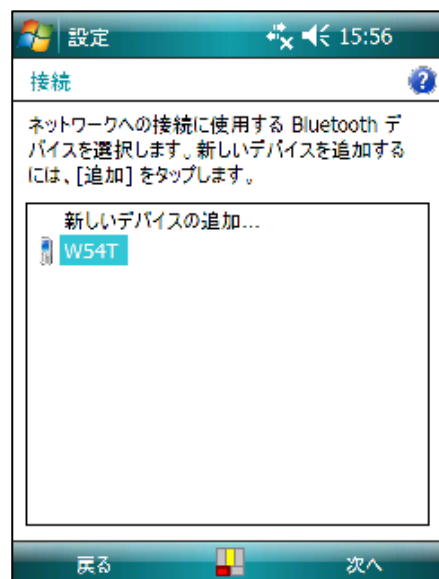 設定 15:56
接続
ネットワークへの接続に使用する Bluetooth デ
バイスを選択します。新しいデバイスを追加する
には、[追加] をタップします。
新しいデバイスの追加...
W54T
戻る 次へ